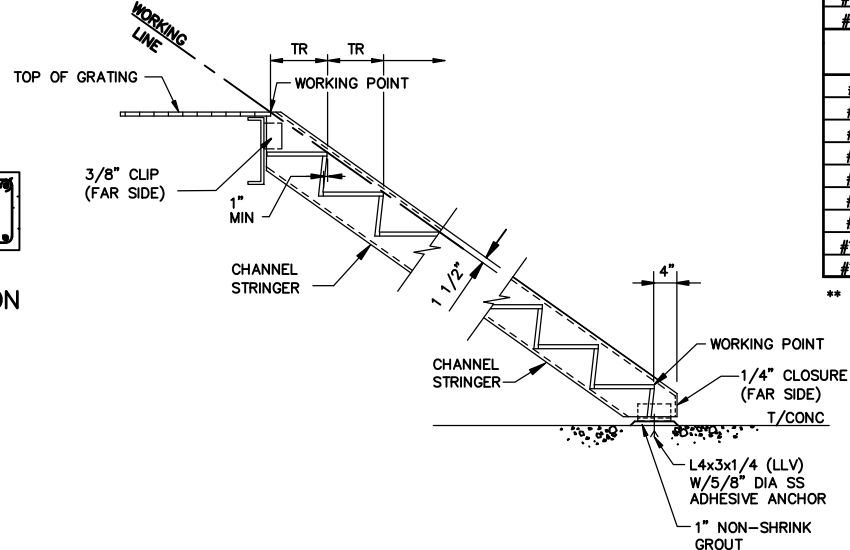 WORKING
LINE
TR
TR
TOP OF GRATING
WORKING POINT
3/8" CLIP
(FAR SIDE)
1"
MIN
CHANNEL
STRINGER
1 1/2"
4"
CHANNEL
STRINGER
WORKING POINT
1/4" CLOSURE
(FAR SIDE)
T/CONC
L4x3x1/4 (LLV)
W/5/8" DIA SS
ADHESIVE ANCHOR
1" NON-SHRINK
GROUT
ON
#
#
#
#
#
#
#
#
#
#
#
**